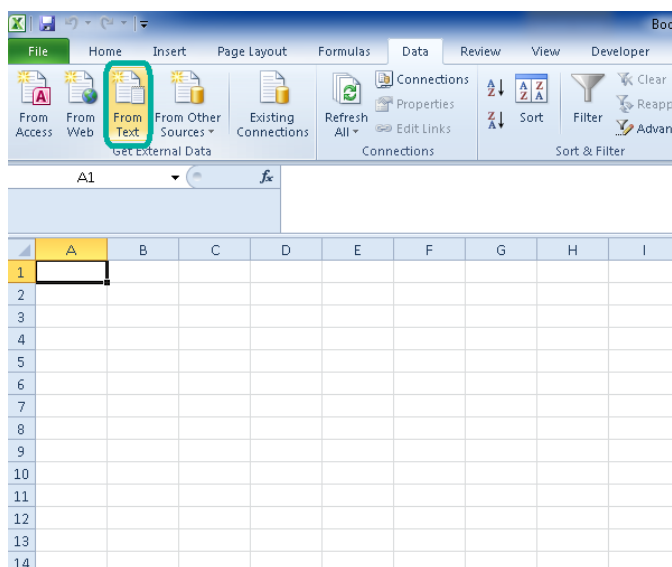 Boo
File Home Insert Page Layout Formulas Data Review View Developer
From Access
From Web
From Text
From Other Sources
Existing Connections
Get External Data
Refresh All
Connections
Properties
Edit Links
Connections
A Z
Z A
A Z Z A
Sort
Filter
Clear
Reapp
Advan
Sort & Filter
A1 fx
A B C D E F G H I
1
2
3
4
5
6
7
8
9
10
11
12
13
14